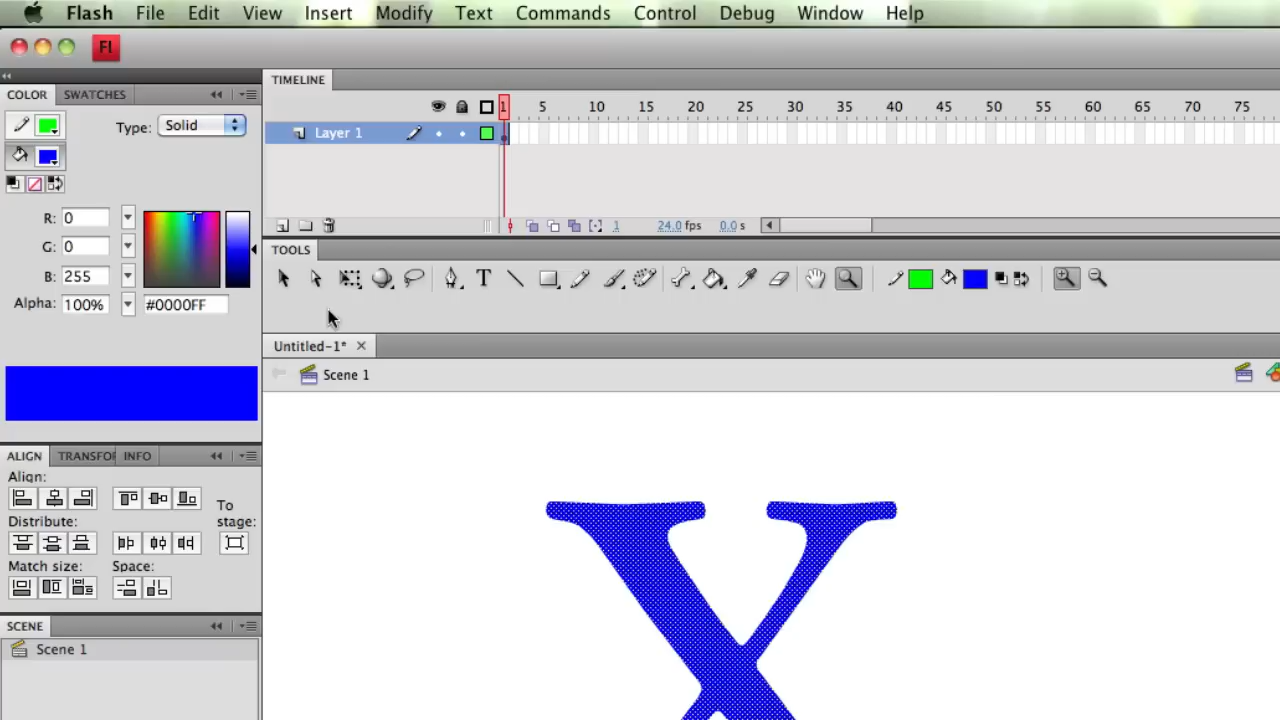 Flash File Edit View Insert Modify Text Commands Control Debug Window Help
Fl
TIMELINE
COLOR SWATCHES
1 5 10 15 20 25 30 35 40 45 50 55 60 65 70 75
Type: Solid
Layer 1
R: 0
1 24.0 fps 0.0 s
G: 0
TOOLS
B: 255
T
Alpha: 100% #0000FF
Untitled-1*
Scene 1
ALIGN TRANSFO INFO
Align:
To
stage:
Distribute:
Match size: Space:
SCENE
Scene 1
X